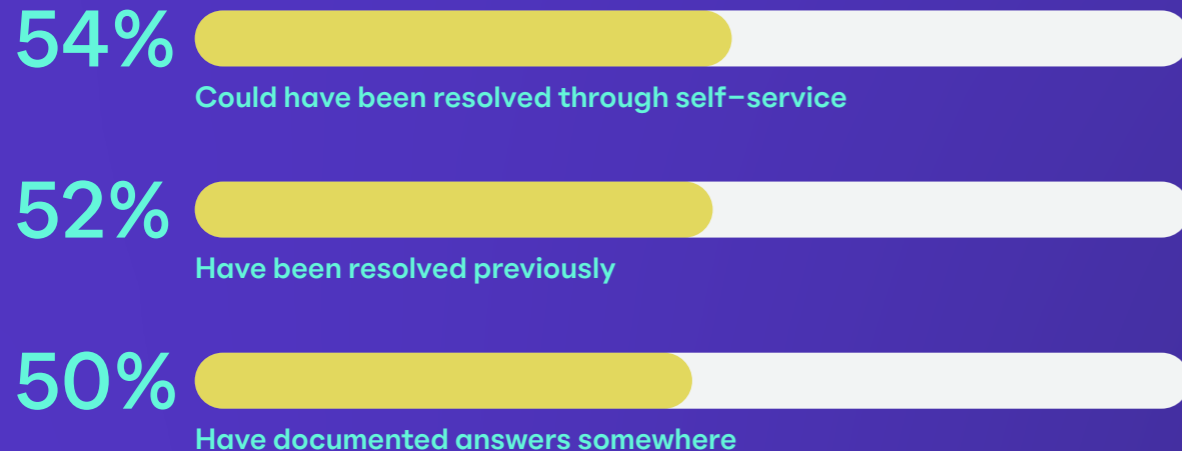 54%
Could have been resolved through self–service
52%
Have been resolved previously
50%
Have documented answers somewhere